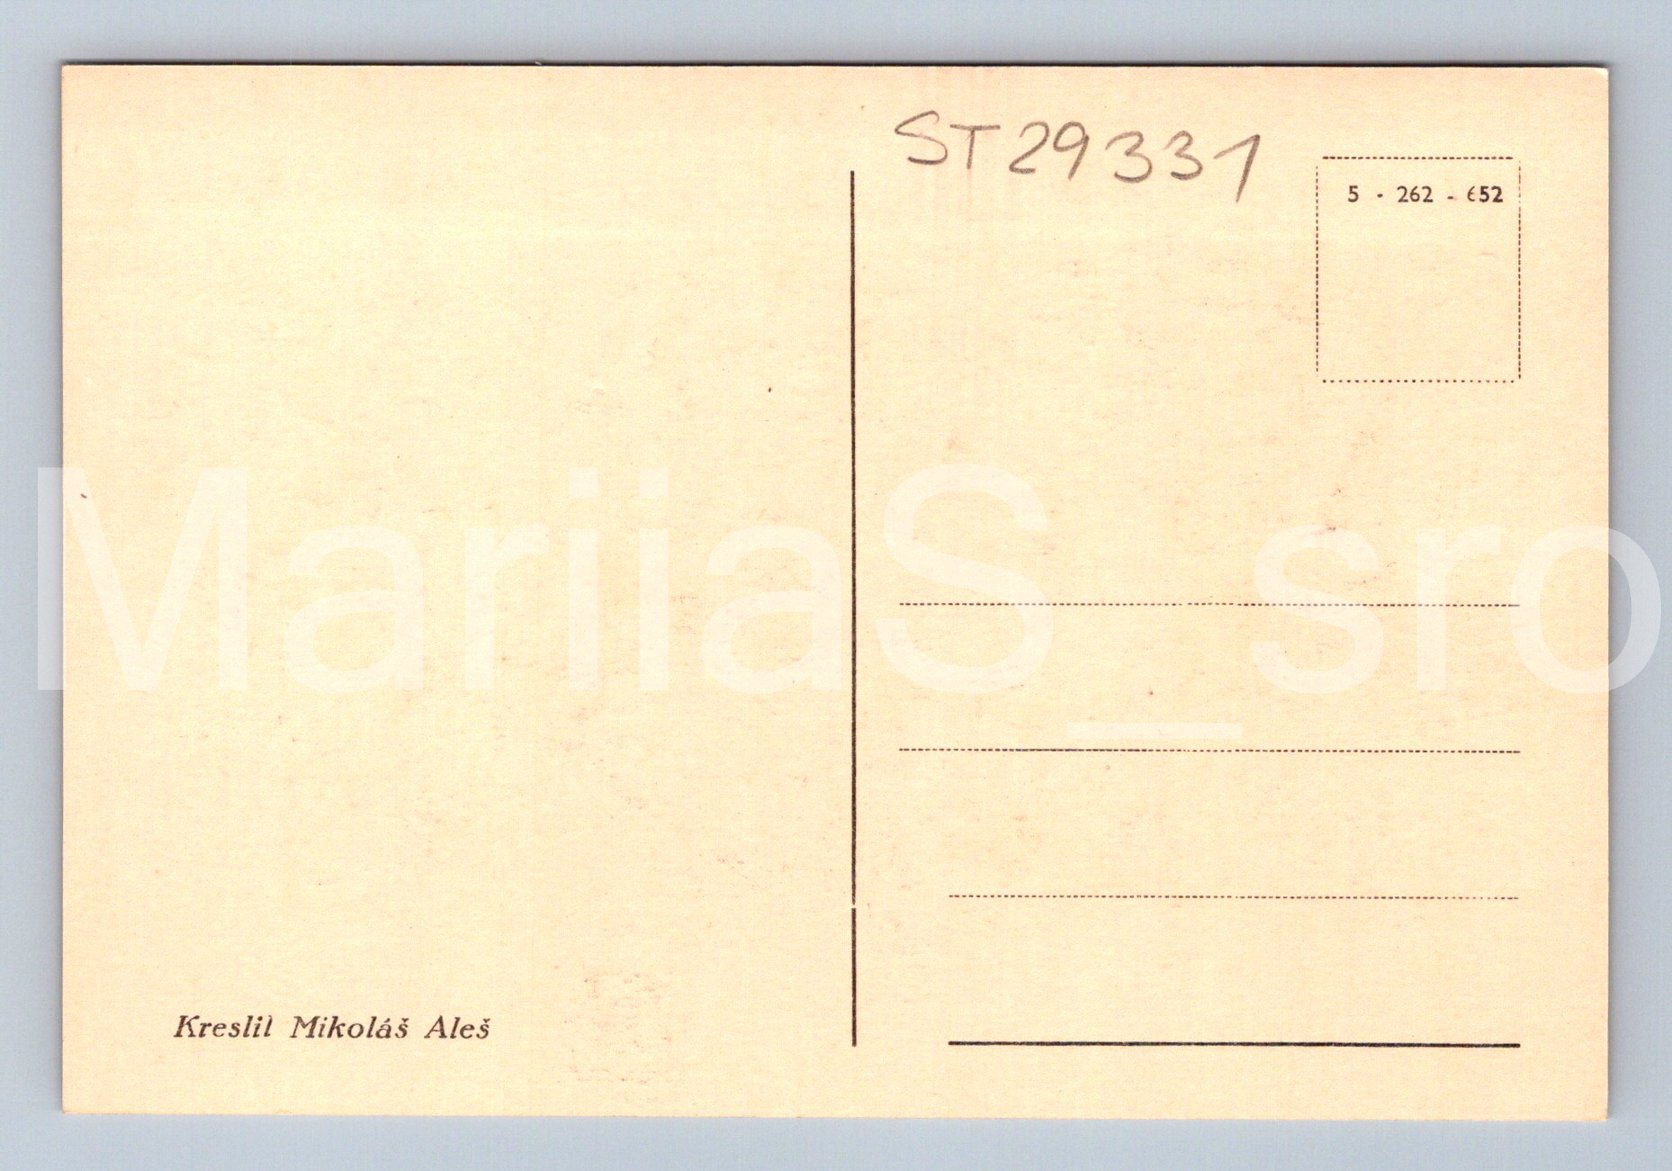 ST29331
5 - 262 - 652
MariiaS_sro
Kreslil Mikoláš Aleš